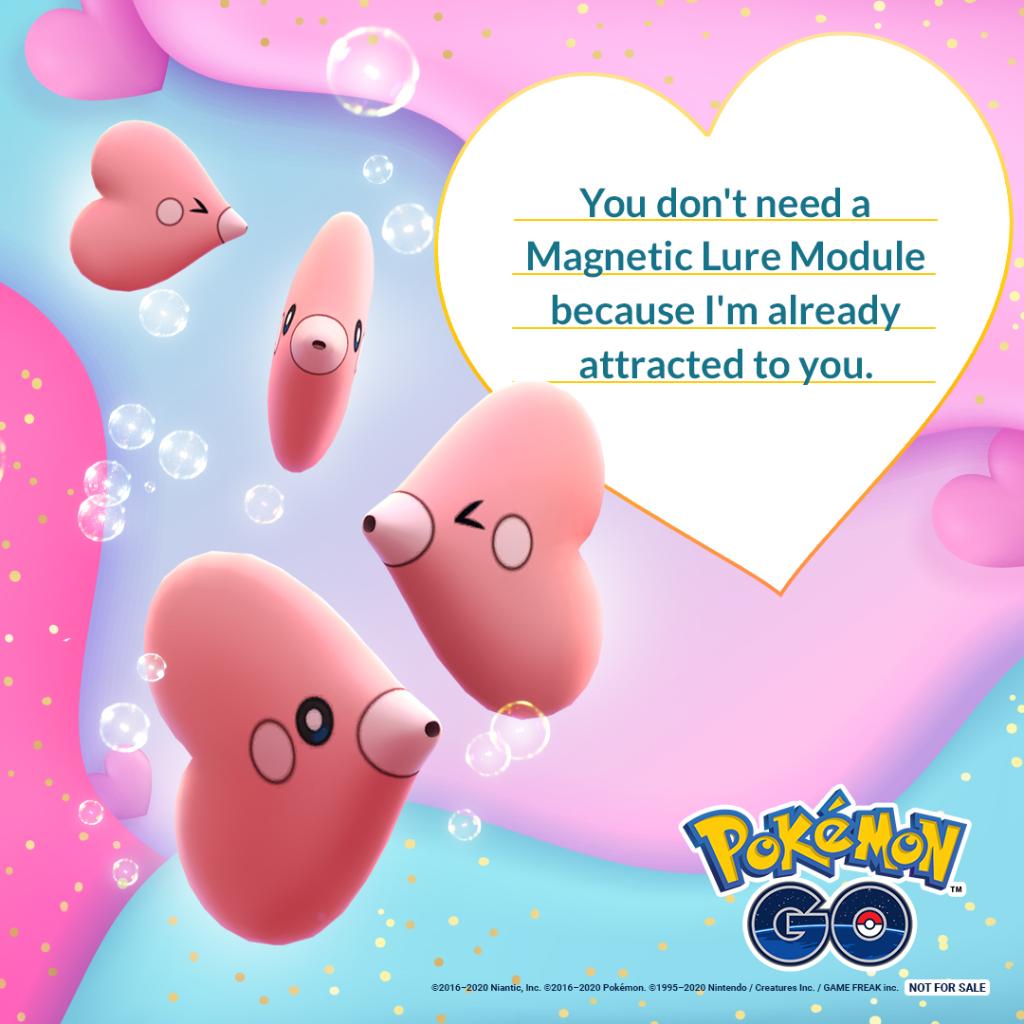 You don't need a
Magnetic Lure Module
because I'm already
attracted to you.
POKéMON
TM
GO
©2016–2020 Niantic, Inc. ©2016–2020 Pokémon. ©1995–2020 Nintendo / Creatures Inc. / GAME FREAK inc. NOT FOR SALE